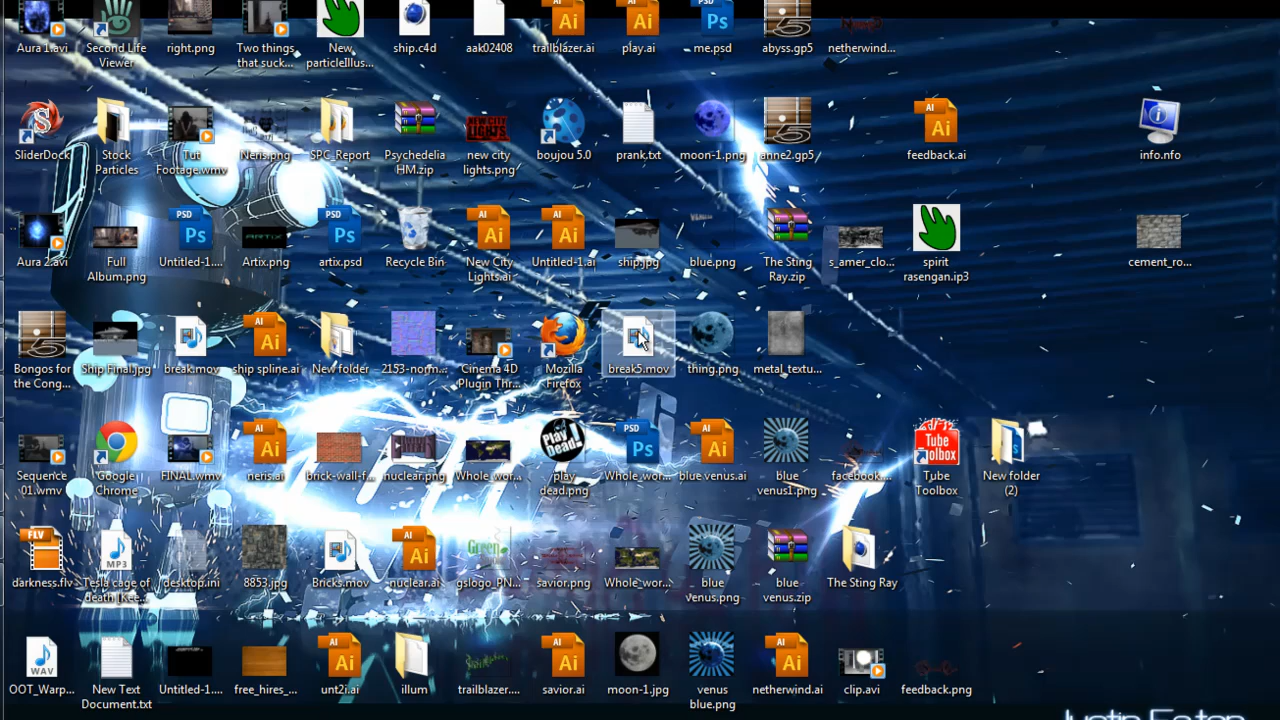 Aura 1.avi
Second Life
Viewer
right.png
Two things
that suck...
New
particleIllus...
ship.c4d
aak02408
trailblazer.ai
play.ai
me.psd
abyss.gp5
netherwind...
SliderDock
Stock
Particles
Tut
Footage.wmv
Neris.png
SPC_Report
Psychedelia
HM.zip
new city
lights.png
boujou 5.0
prank.txt
moon-1.png
anne2.gp5
feedback.ai
info.nfo
Aura 2.avi
Full
Album.png
Untitled-1....
Artix.png
artix.psd
Recycle Bin
New City
Lights.ai
Untitled-1.ai
ship.jpg
blue.png
The Sting
Ray.zip
s_amer_clo...
spirit
rasengan.ip3
cement_ro...
Bongos for
the Cong...
Ship Final.jpg
break.mov
ship spline.ai
New folder
2153-norm...
Cinema 4D
Plugin Thr...
Mozilla
Firefox
break5.mov
thing.png
metal_textu...
Sequence
01.wmv
Google
Chrome
FINAL.wmv
neris.ai
brick-wall-f...
nuclear.png
Whole_wor...
play
dead.png
Whole_wor...
blue venus.ai
blue
venus1.png
facebook....
Tube
Toolbox
New folder
(2)
darkness.flv
Tesla cage of
death [Kee...
desktop.ini
8853.jpg
Bricks.mov
nuclear.ai
gslogo_PN...
savior.png
Whole_wor...
blue
venus.png
blue
venus.zip
The Sting Ray
OOT_Warp...
New Text
Document.txt
Untitled-1....
free_hires_...
unt2i.ai
illum
trailblazer....
savior.ai
moon-1.jpg
venus
blue.png
netherwind.ai
clip.avi
feedback.png